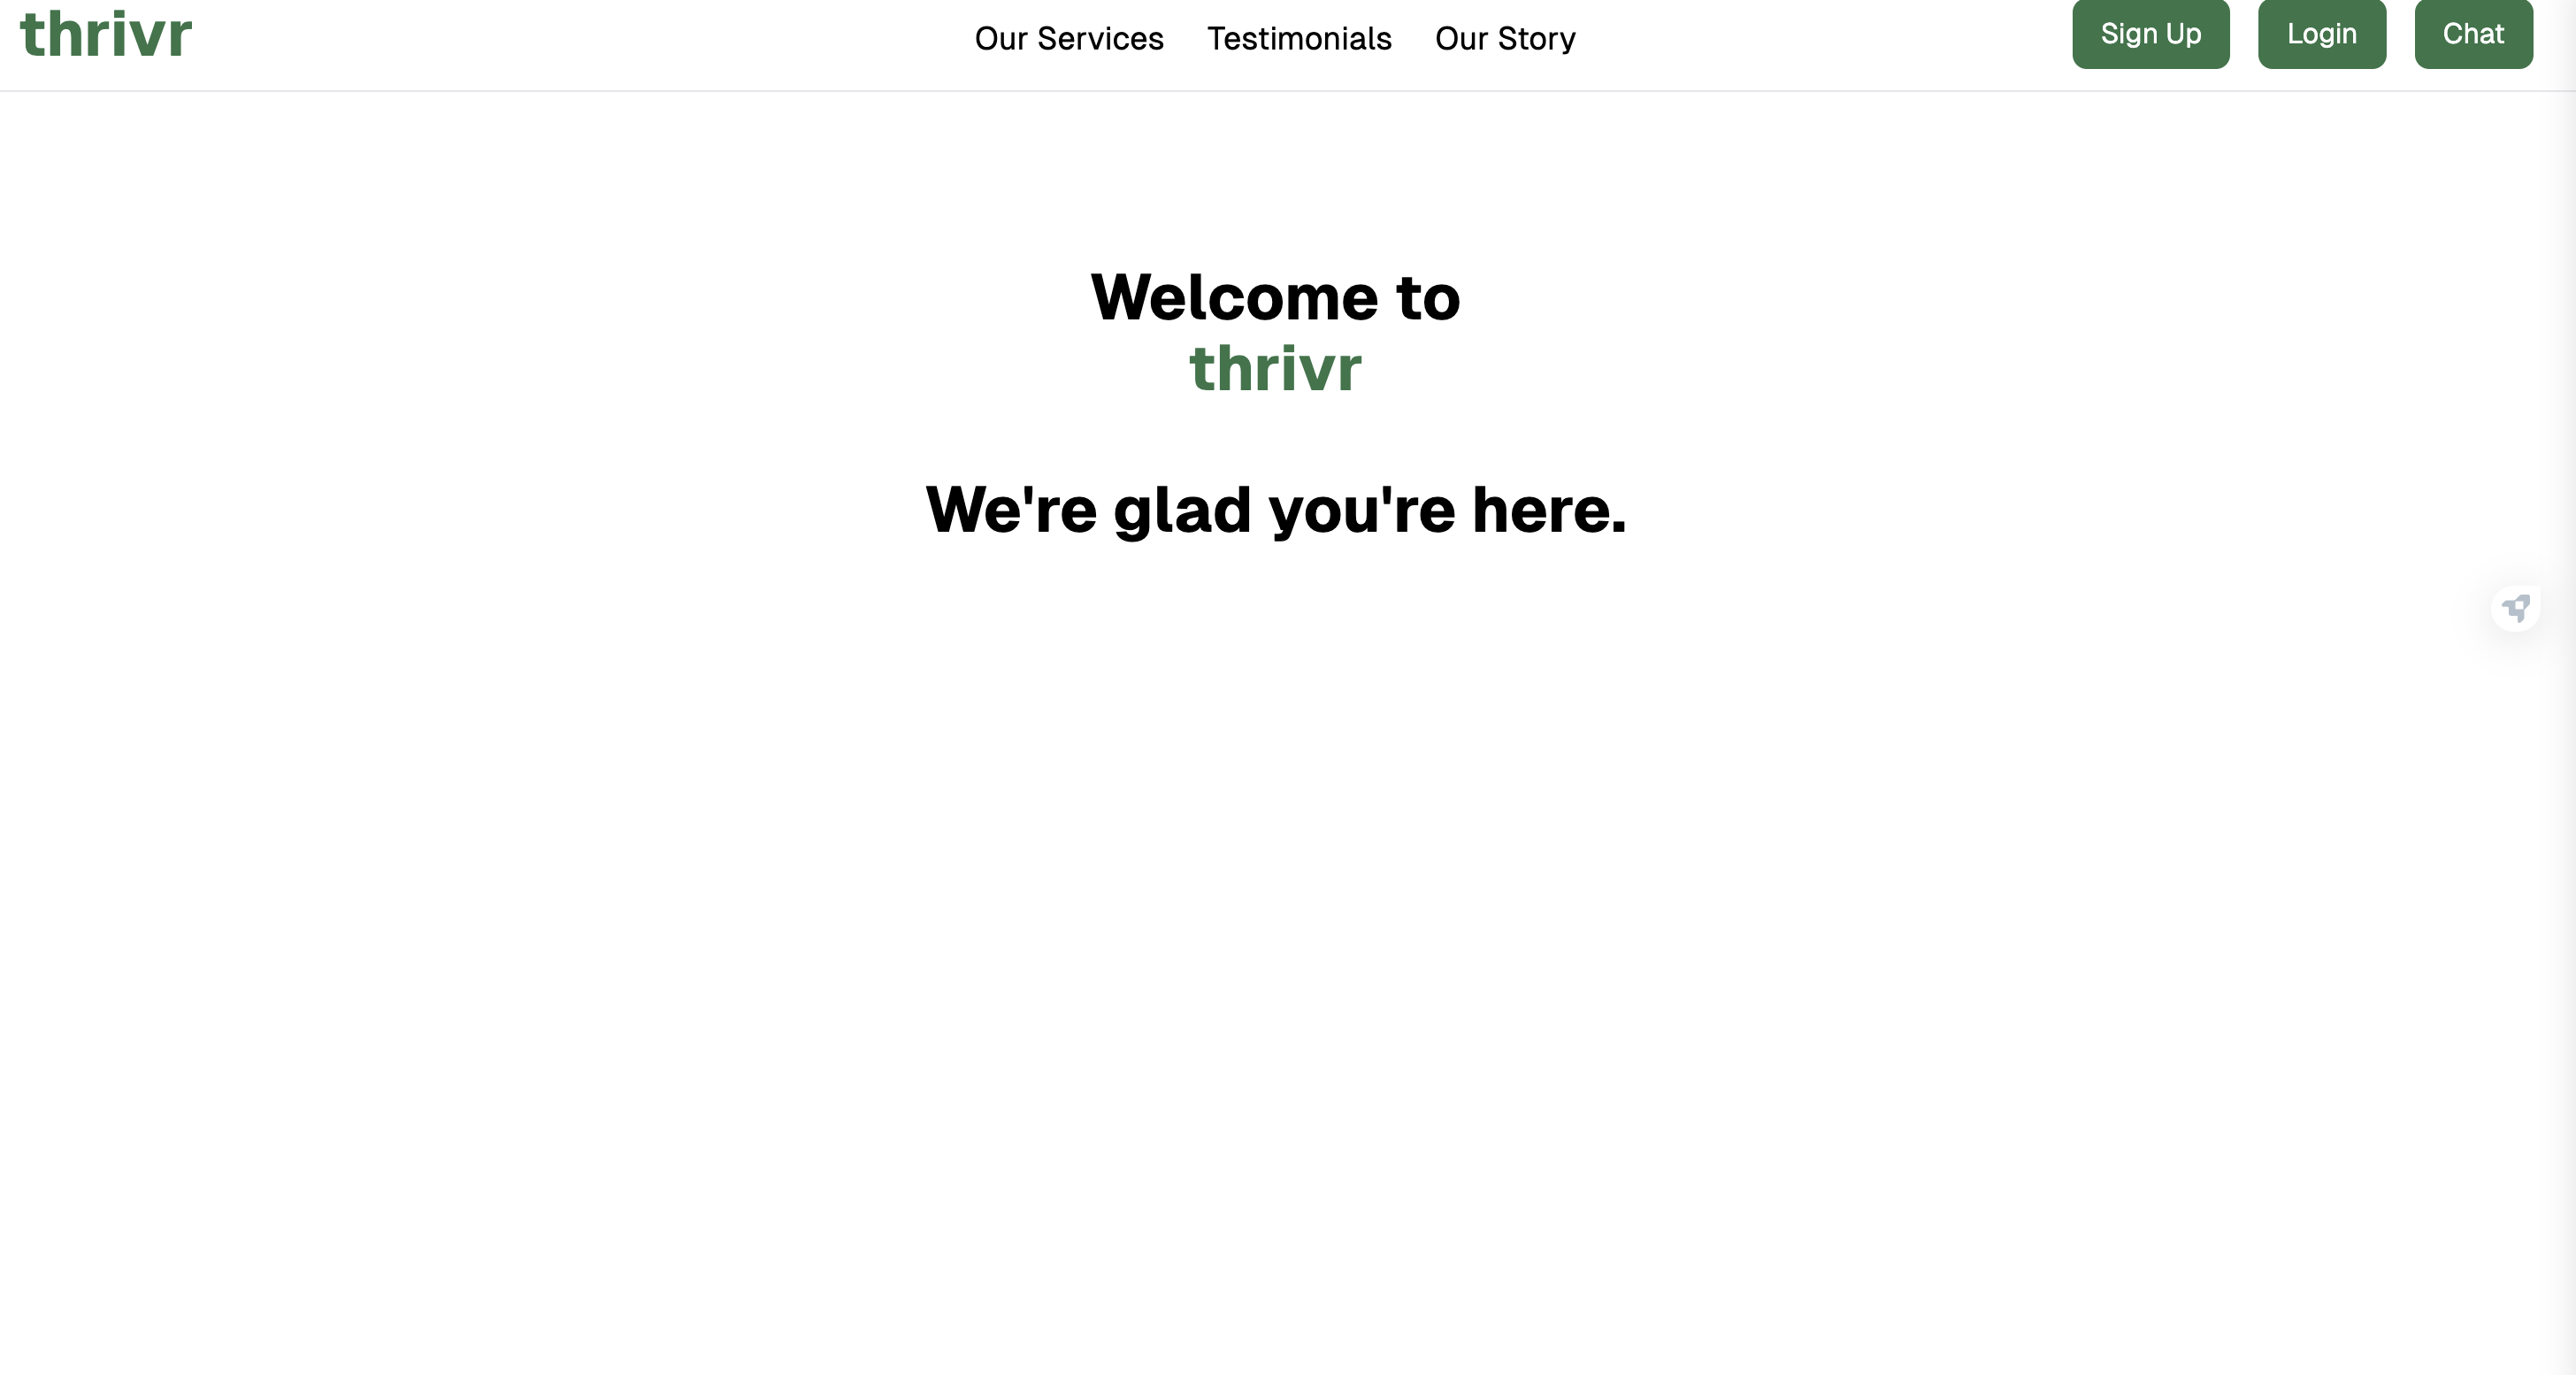 thrivr
Our Services
Testimonials
Our Story
Sign Up
Login
Chat
Welcome to
thrivr
We're glad you're here.